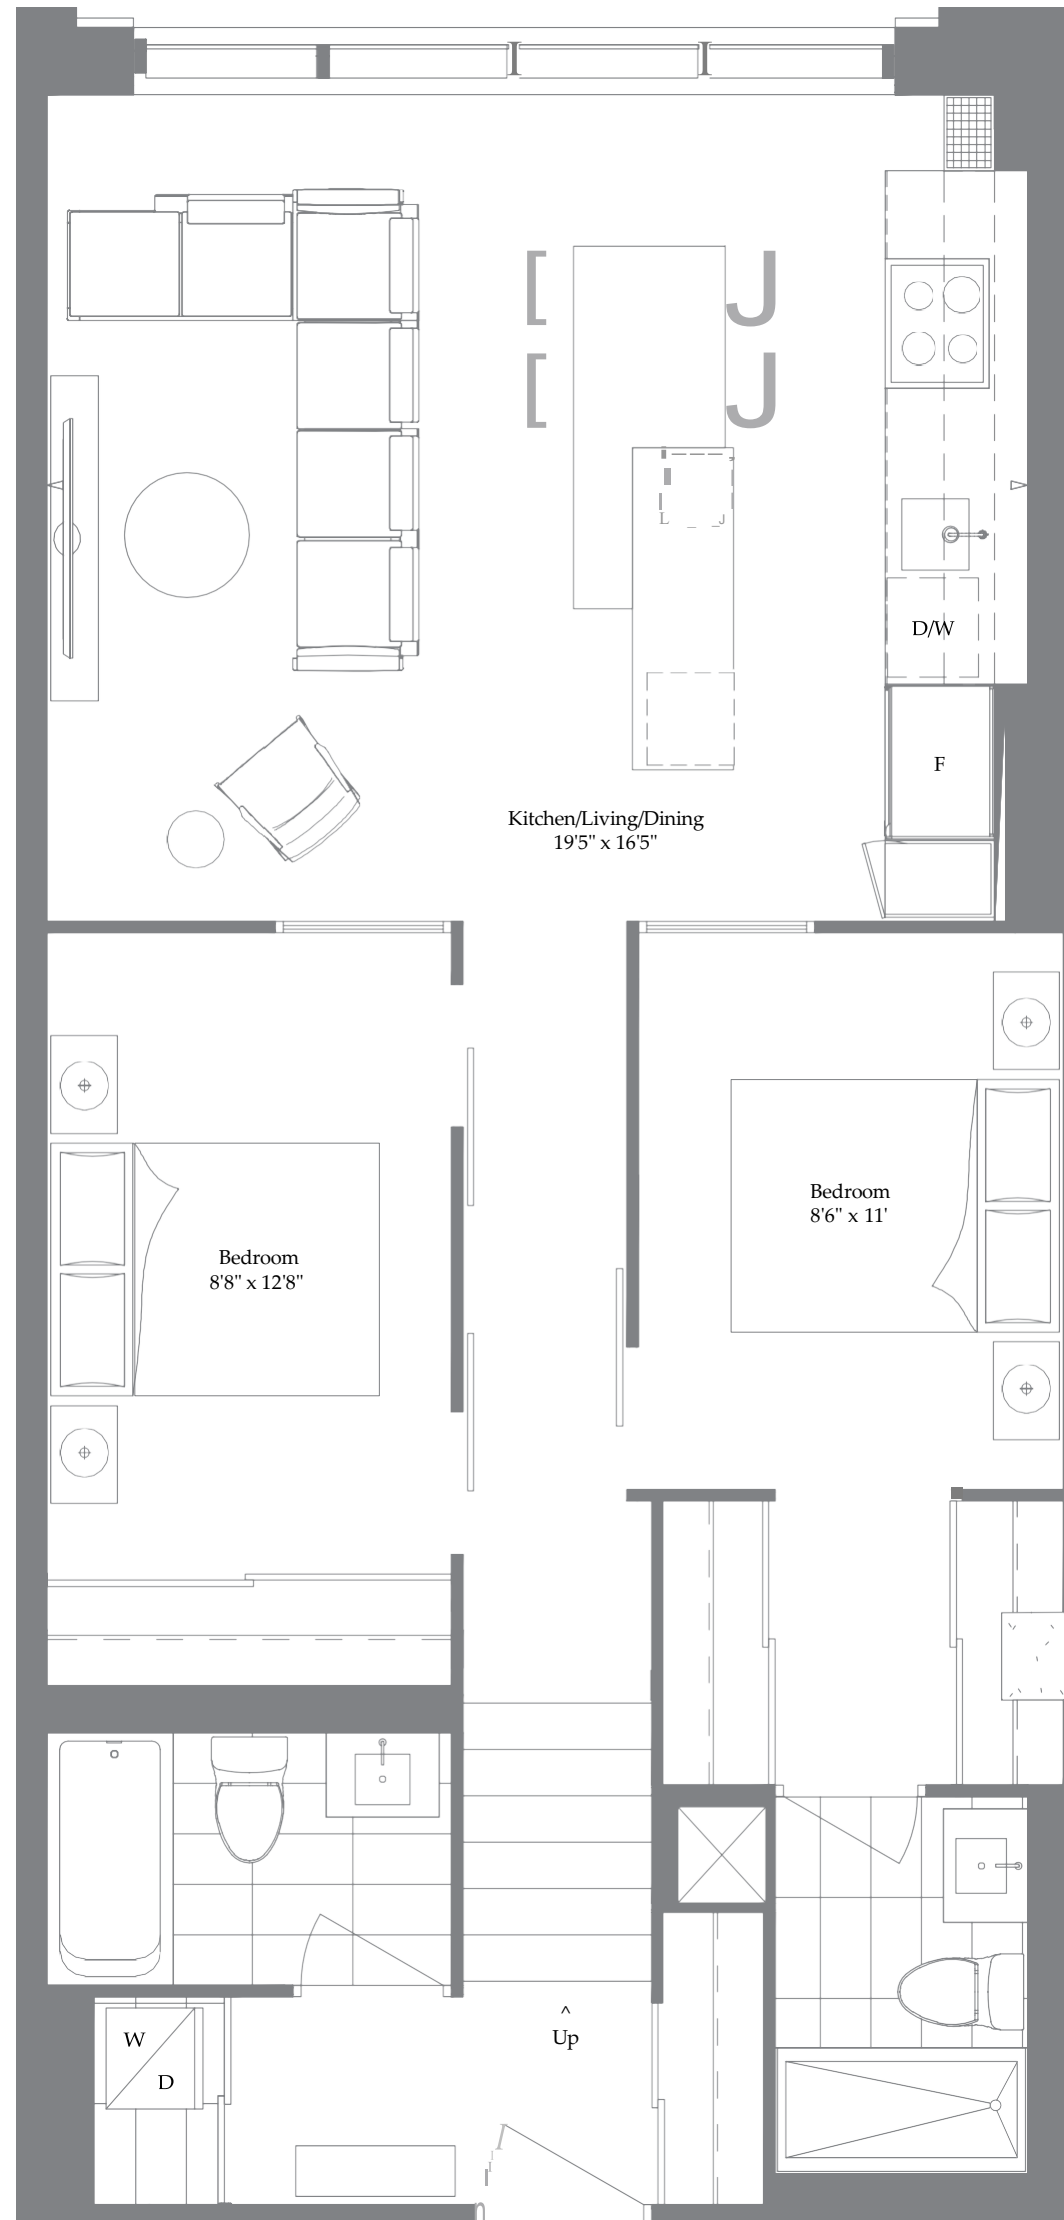 D/W
F
Kitchen/Living/Dining
19'5" x 16'5"
Bedroom
8'6" x 11'
Bedroom
8'8" x 12'8"
^
Up
W
D